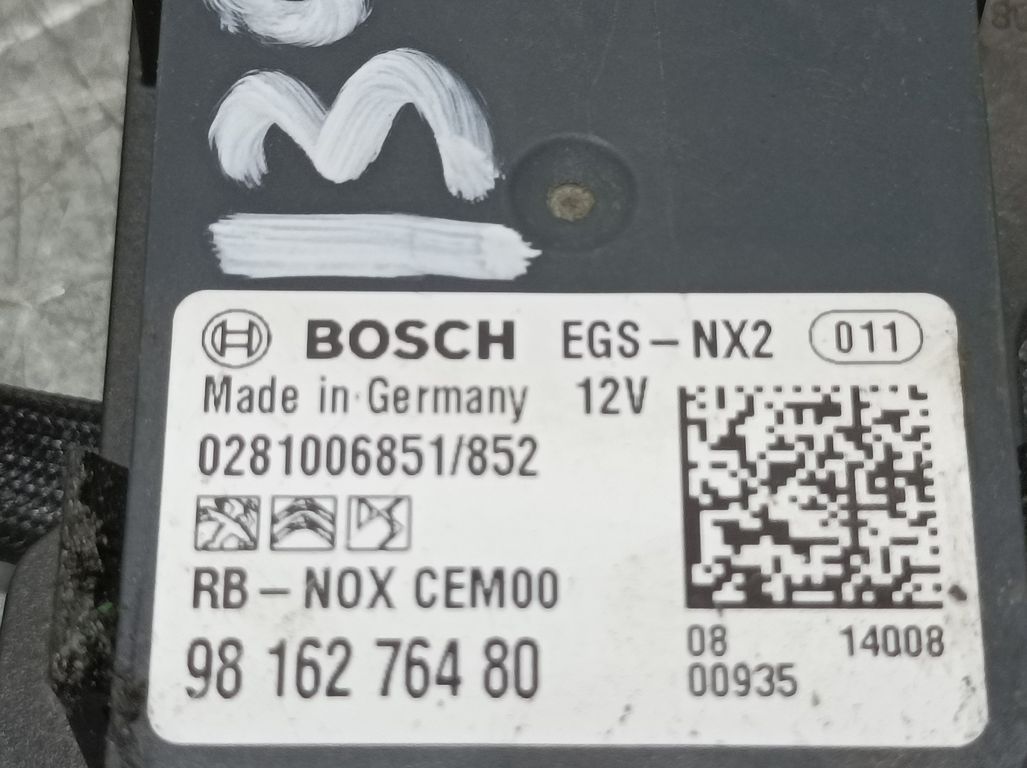 BOSCH EGS-NX2 011
Made in Germany 12V
0281006851/852
RB-NOX CEM00
98 162 764 80
08 14008
00935